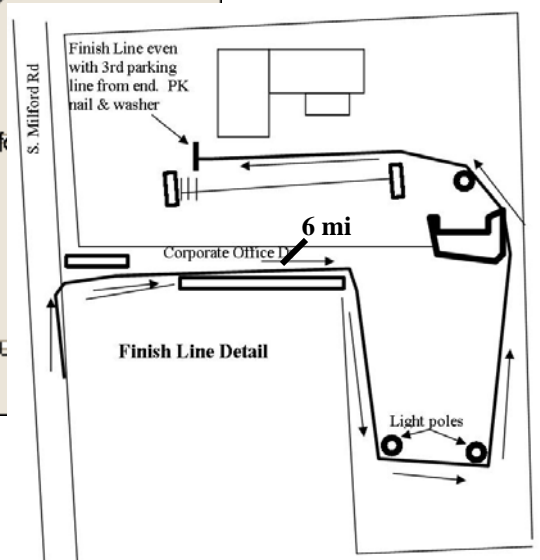 Finish Line even
with 3rd parking
line from end. PK
nail & washer
S. Milford Rd
6 mi
Corporate Office D
Finish Line Detail
Light poles